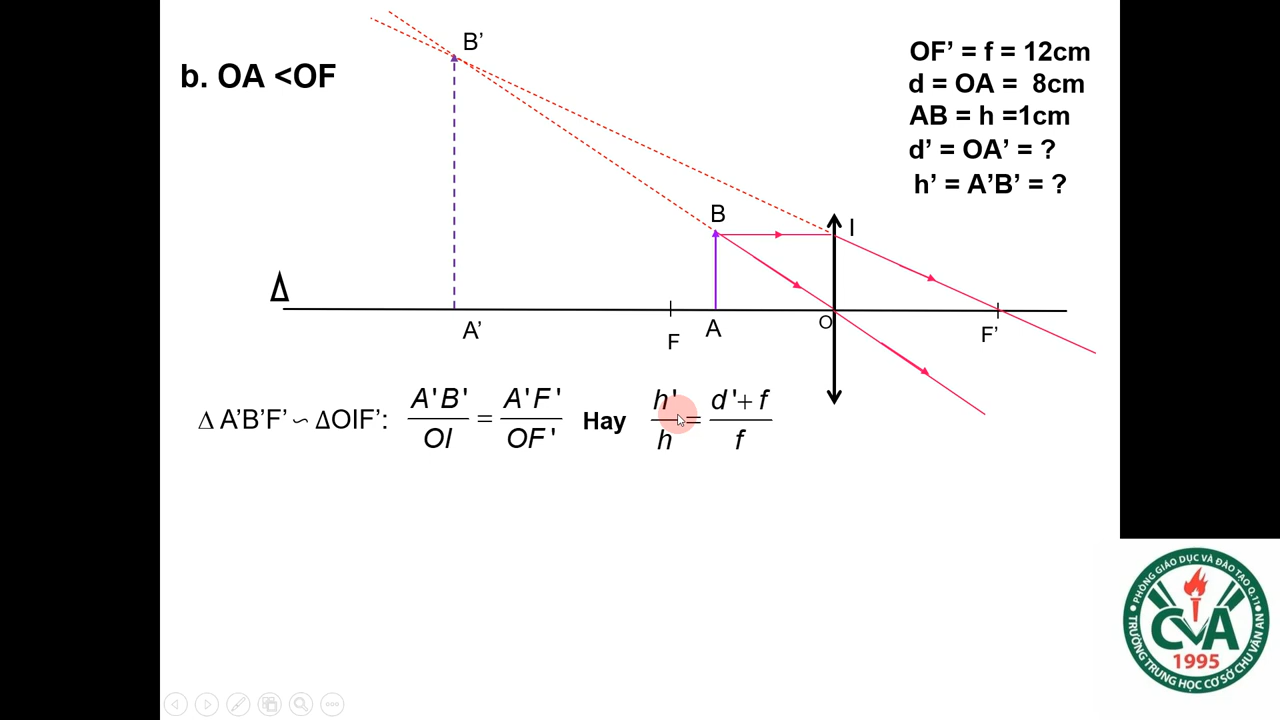 b. OA <OF
OF’ = f = 12cm
d = OA = 8cm
AB = h =1cm
d’ = OA’ = ?
h’ = A’B’ = ?
B’
B
I
Δ
A’
F
A
O
F’
Δ A’B’F’ ∽ ΔOIF’: A'B'/OI = A'F'/OF' Hay h'/h = d'+f/f
PHÒNG GIÁO DỤC VÀ ĐÀO TẠO Q.11
CVA
1995
TRƯỜNG TRUNG HỌC CƠ SỞ CHU VĂN AN